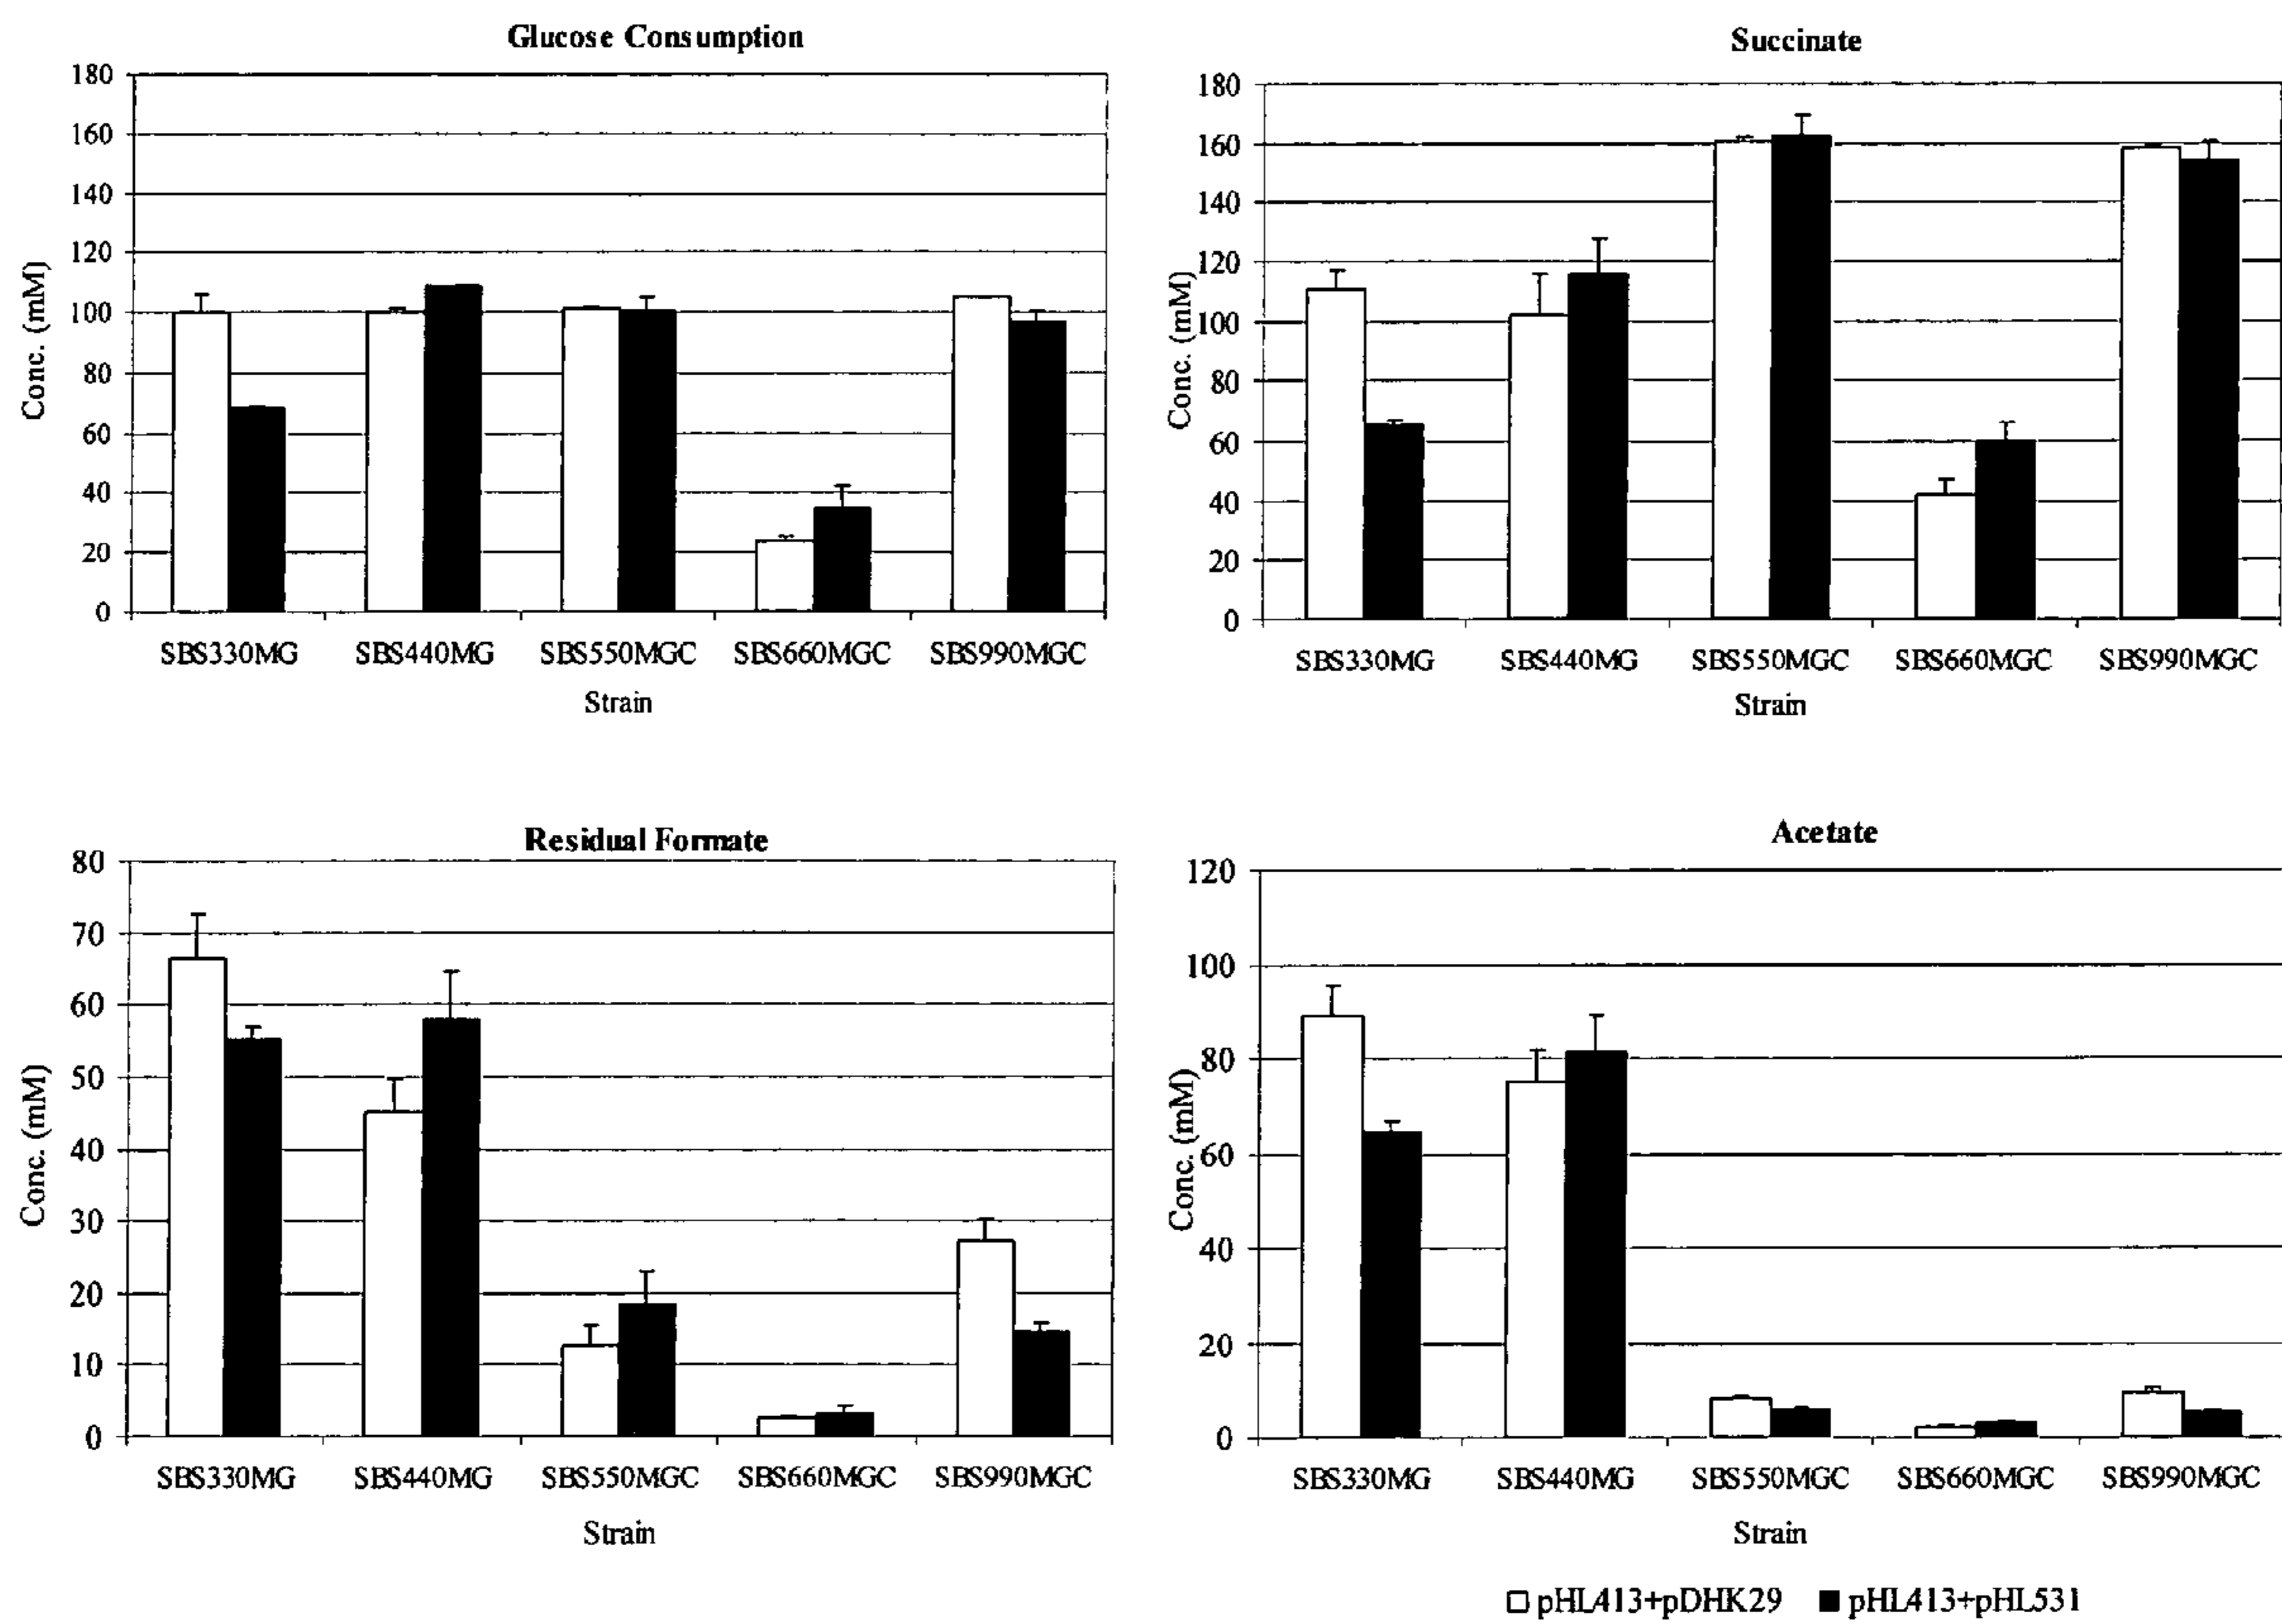 Glucose Consumption
180
160
140
120
100
80
60
40
20
0
Conc. (mM)
SBS330MG SBS440MG SBS550MGC SBS660MGC SBS990MGC
Strain
Succinate
180
160
140
120
100
80
60
40
20
0
Conc. (mM)
SBS330MG SBS440MG SBS550MGC SBS660MGC SBS990MGC
Strain
Residual Formate
80
70
60
50
40
30
20
10
0
Conc. (mM)
SBS330MG SBS440MG SBS550MGC SBS660MGC SBS990MGC
Strain
Acetate
120
100
80
60
40
20
0
Conc. (mM)
SBS330MG SBS440MG SBS550MGC SBS660MGC SBS990MGC
Strain
pHL413+pDHK29 pHL413+pHL531